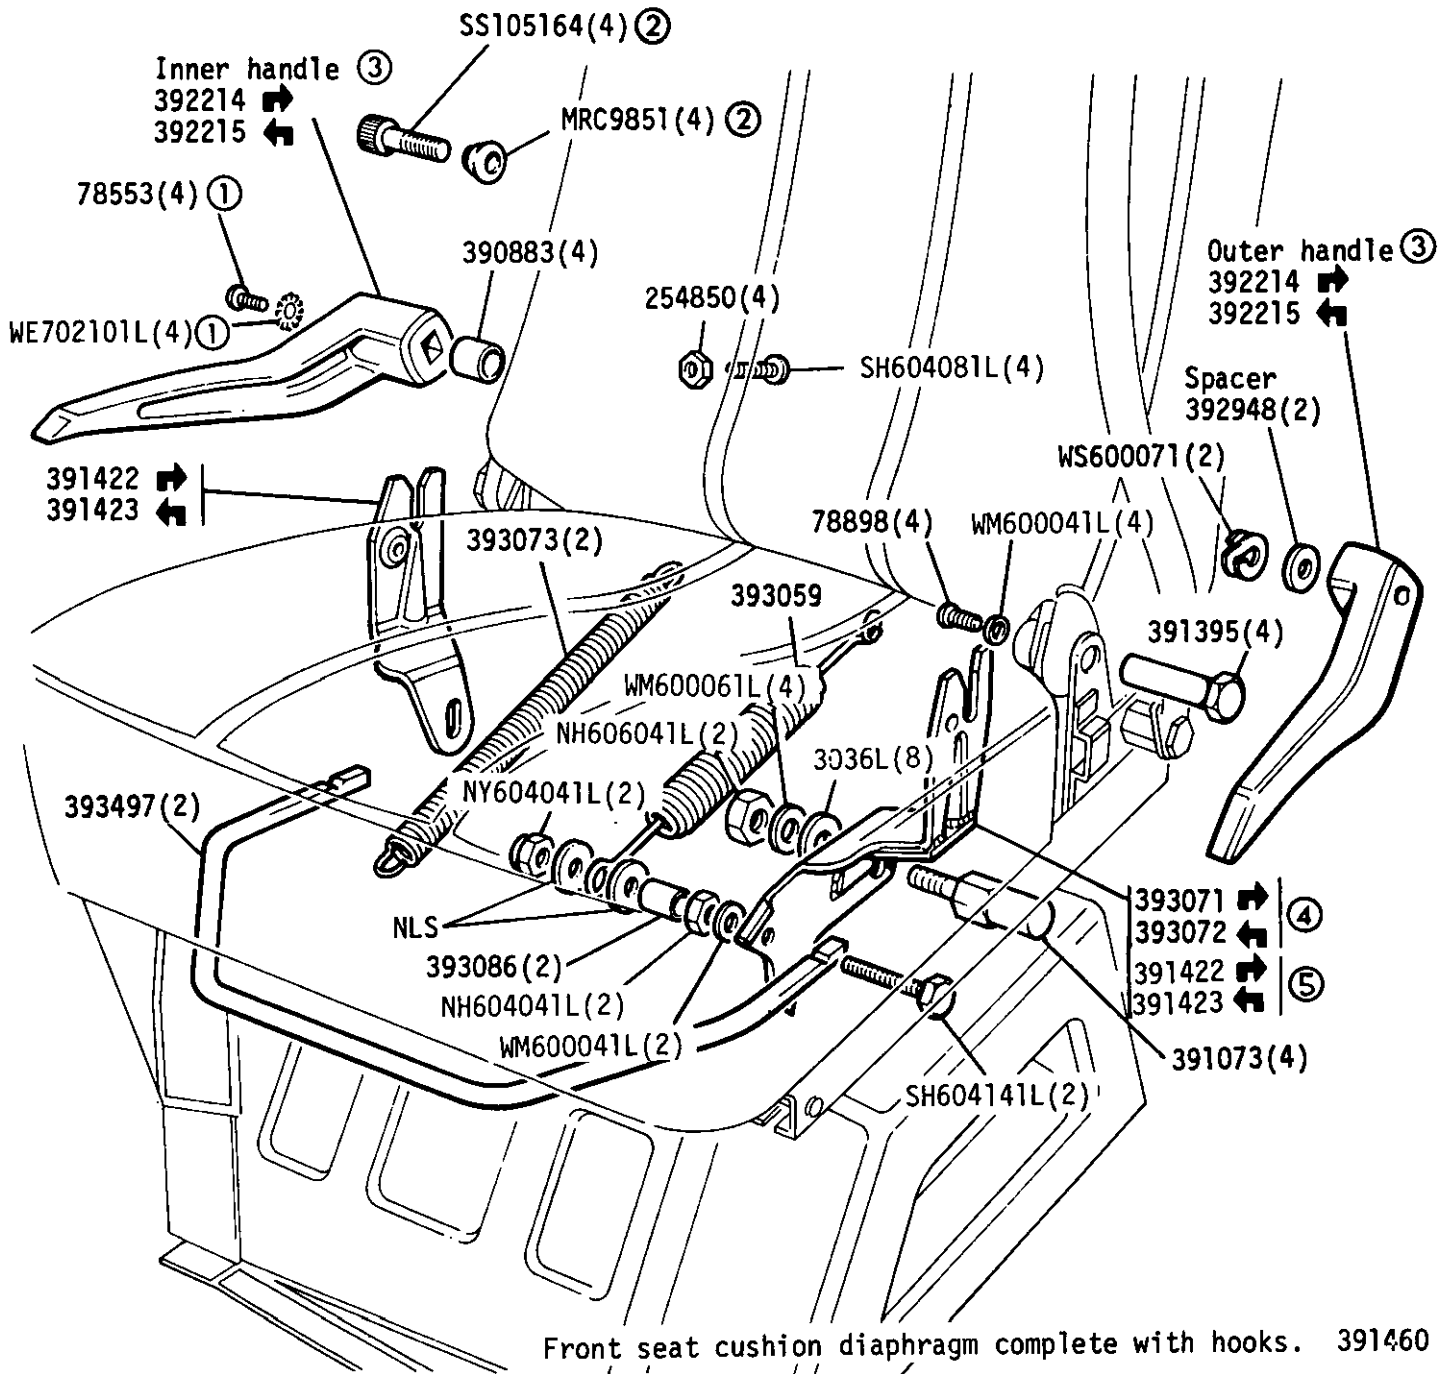 SS105164(4) ②
Inner handle ③
392214
392215
MRC9851(4) ②
78553(4) ①
390883(4)
Outer handle ③
392214
392215
254850(4)
WE702101L(4) ①
SH604081L(4)
Spacer
392948(2)
WS600071(2)
391422
391423
393073(2)
78898(4)
WM600041L(4)
393059
391395(4)
WM600061L(4)
NH606041L(2)
3036L(8)
NY604041L(2)
393497(2)
NLS
393071
393072
④
391422
391423
⑤
393086(2)
NH604041L(2)
WM600041L(2)
391073(4)
SH604141L(2)
Front seat cushion diaphragm complete with hooks. 391460